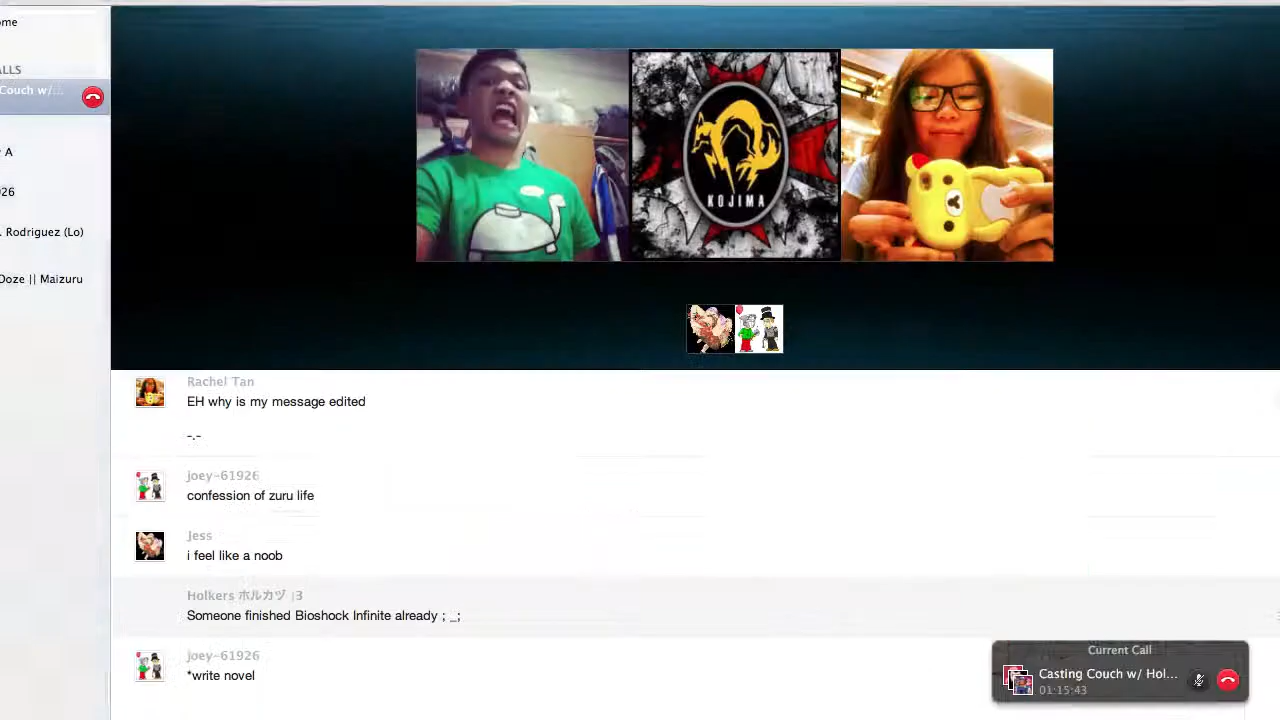 ome
ALLS
Couch w/...
A
926
. Rodriguez (Lo)
Doze || Maizuru
KOJIMA
Rachel Tan
EH why is my message edited
-.-
joey-61926
confession of zuru life
Jess
i feel like a noob
Holkers ホルカヅ |3
Someone finished Bioshock Infinite already ; _;
joey-61926
*write novel
Current Call
Casting Couch w/ Hol...
01:15:43